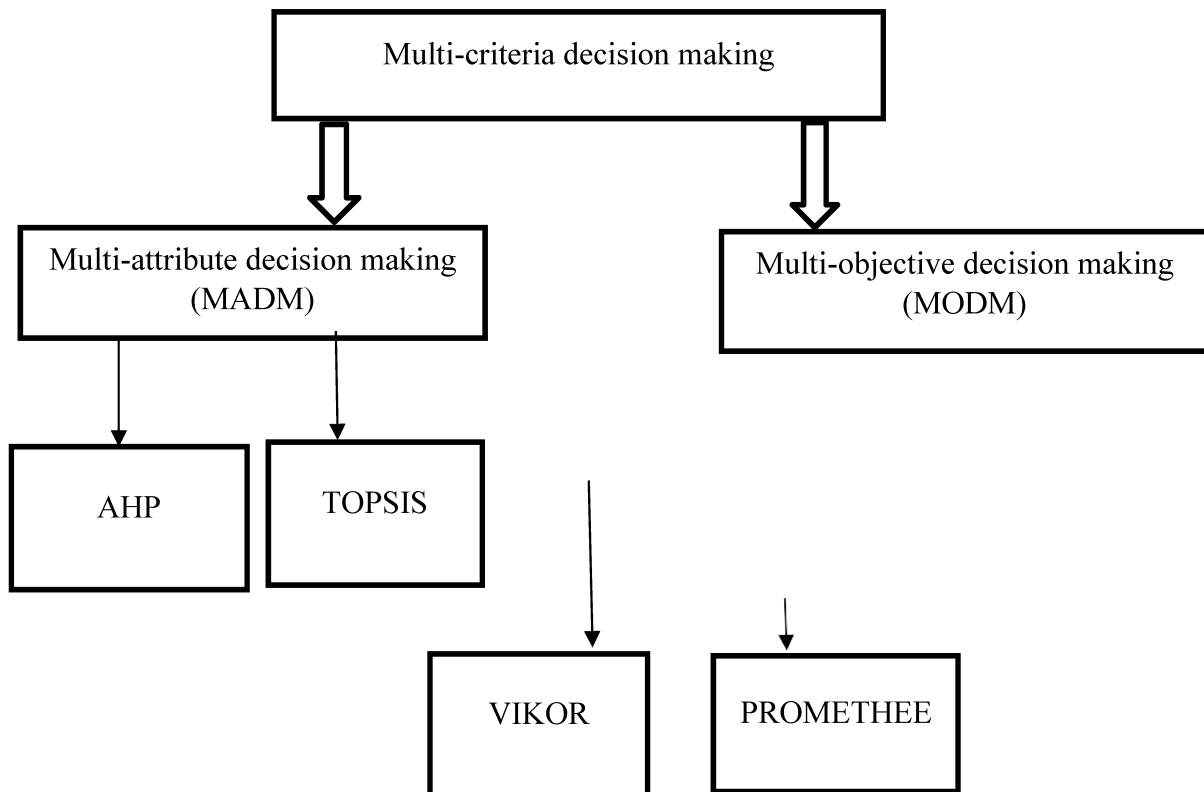 Multi-criteria decision making
Multi-attribute decision making
(MADM)
Multi-objective decision making
(MODM)
AHP
TOPSIS
VIKOR
PROMETHEE